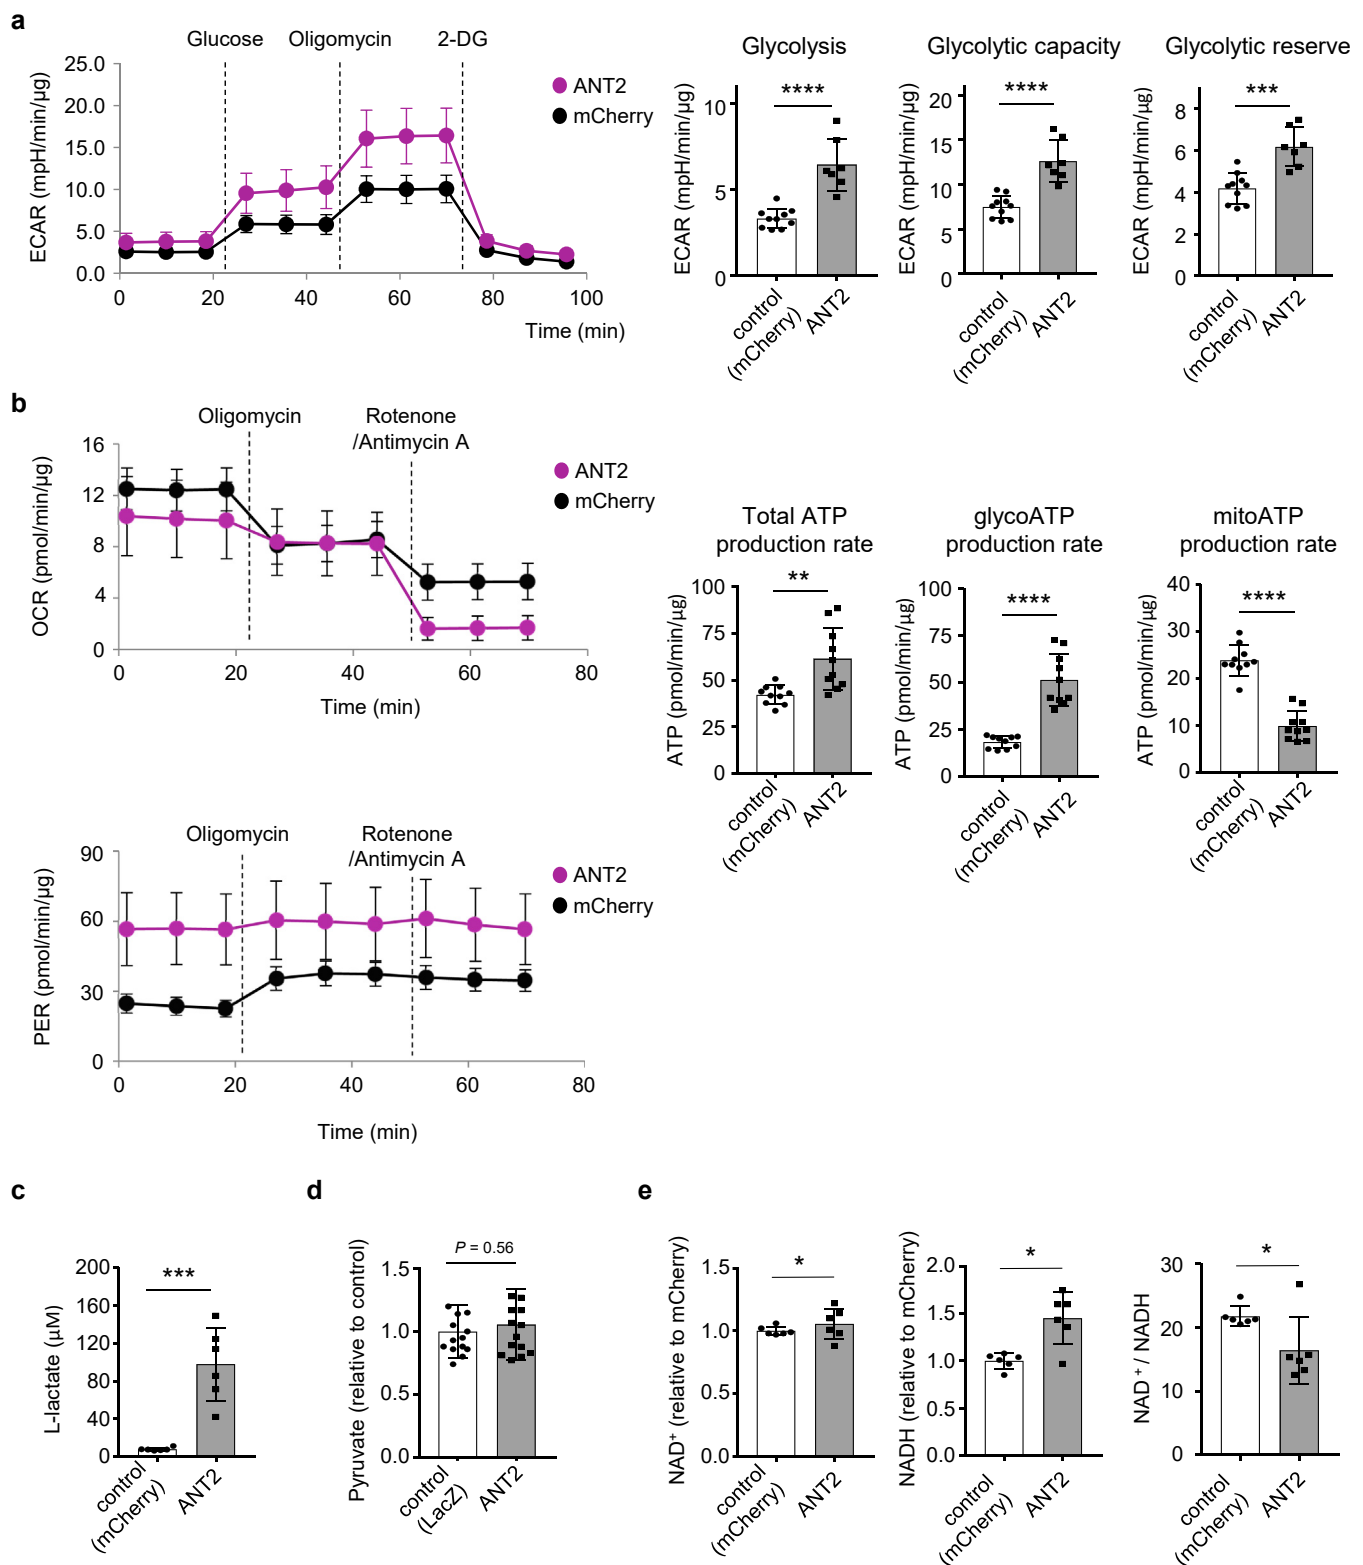 a
Glucose Oligomycin 2-DG
25.0
20.0
15.0
10.0
5.0
0.0
ECAR (mpH/min/µg)
0 20 40 60 80 100
Time (min)
ANT2
mCherry
Glycolysis
****
10
5
0
ECAR (mpH/min/µg)
control
(mCherry)
ANT2
Glycolytic capacity
****
20
15
10
5
0
ECAR (mpH/min/µg)
control
(mCherry)
ANT2
Glycolytic reserve
***
8
6
4
2
0
ECAR (mpH/min/µg)
control
(mCherry)
ANT2
b
Oligomycin Rotenone
/Antimycin A
16
12
8
4
0
OCR (pmol/min/µg)
0 20 40 60 80
Time (min)
ANT2
mCherry
Total ATP
production rate
**
100
75
50
25
0
ATP (pmol/min/µg)
control
(mCherry)
ANT2
glycoATP
production rate
****
100
75
50
25
0
ATP (pmol/min/µg)
control
(mCherry)
ANT2
mitoATP
production rate
****
40
30
20
10
0
ATP (pmol/min/µg)
control
(mCherry)
ANT2
Oligomycin Rotenone
/Antimycin A
90
60
30
0
PER (pmol/min/µg)
0 20 40 60 80
Time (min)
ANT2
mCherry
c
***
200
160
120
80
40
0
L-lactate (µM)
control
(mCherry)
ANT2
d
P = 0.56
1.5
1.0
0.5
0.0
Pyruvate (relative to control)
control
(LacZ)
ANT2
e
*
1.5
1.0
0.5
0.0
NAD+ (relative to mCherry)
control
(mCherry)
ANT2
*
2.0
1.5
1.0
0.5
0.0
NADH (relative to mCherry)
control
(mCherry)
ANT2
*
30
20
10
0
NAD+ / NADH
control
(mCherry)
ANT2